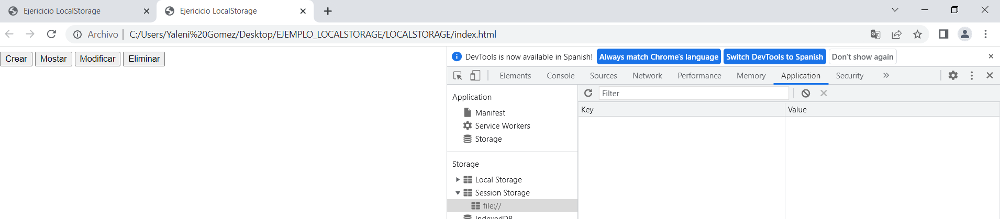 Ejericicio LocalStorage
Ejericicio LocalStorage
Archivo | C:/Users/Yaleni%20Gomez/Desktop/EJEMPLO_LOCALSTORAGE/LOCALSTORAGE/index.html
Crear Mostar Modificar Eliminar
DevTools is now available in Spanish! Always match Chrome's language Switch DevTools to Spanish Don't show again
Elements Console Sources Network Performance Memory Application Security
Application
Filter
Key Value
Manifest
Service Workers
Storage
Storage
Local Storage
Session Storage
file://
IndexedDB